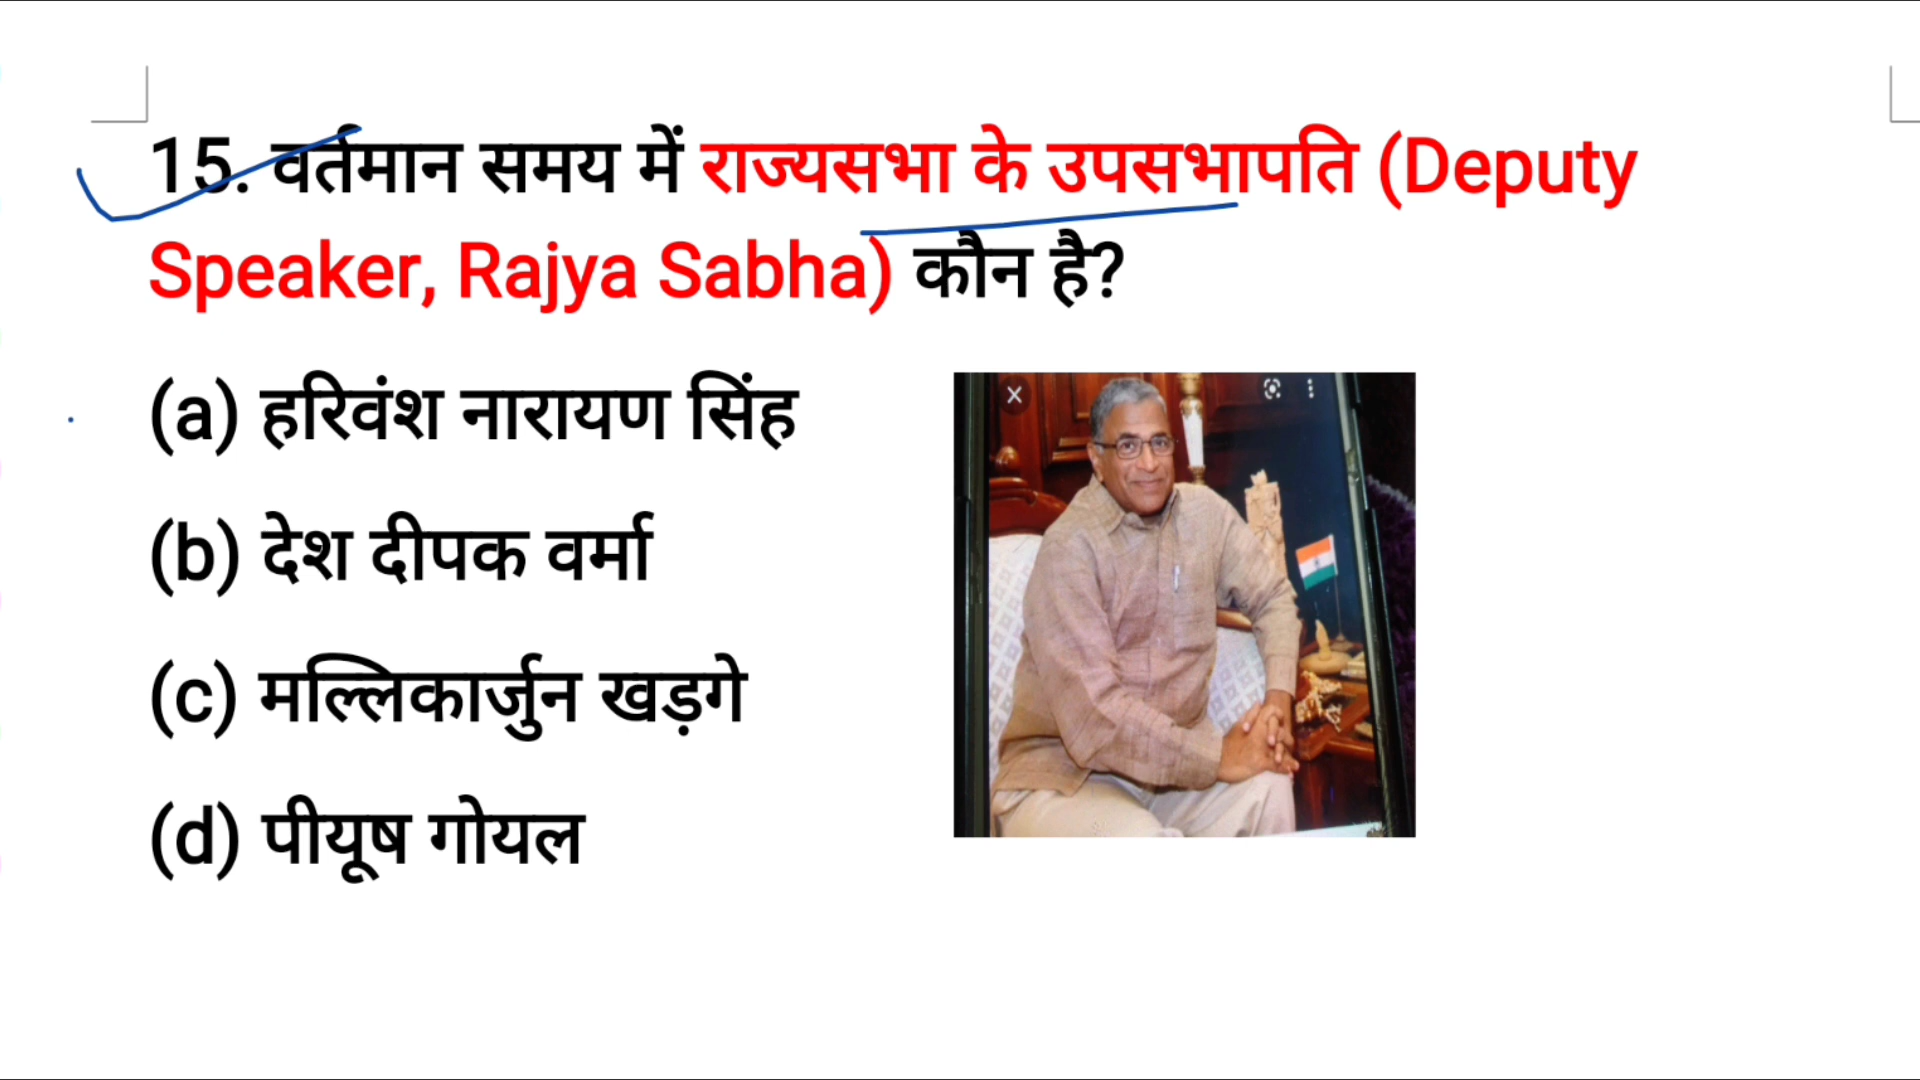 15. वर्तमान समय में राज्यसभा के उपसभापति (Deputy
Speaker, Rajya Sabha) कौन है?
(a) हरिवंश नारायण सिंह
(b) देश दीपक वर्मा
(c) मल्लिकार्जुन खड़गे
(d) पीयूष गोयल